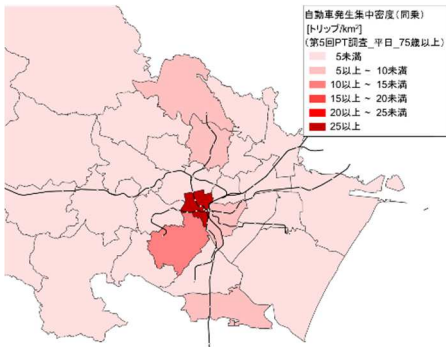 自動車発生集中密度(同乗)
[トリップ/km²]
(第5回PT調査_平日_75歳以上)
5未満
5以上 ~ 10未満
10以上 ~ 15未満
15以上 ~ 20未満
20以上 ~ 25未満
25以上